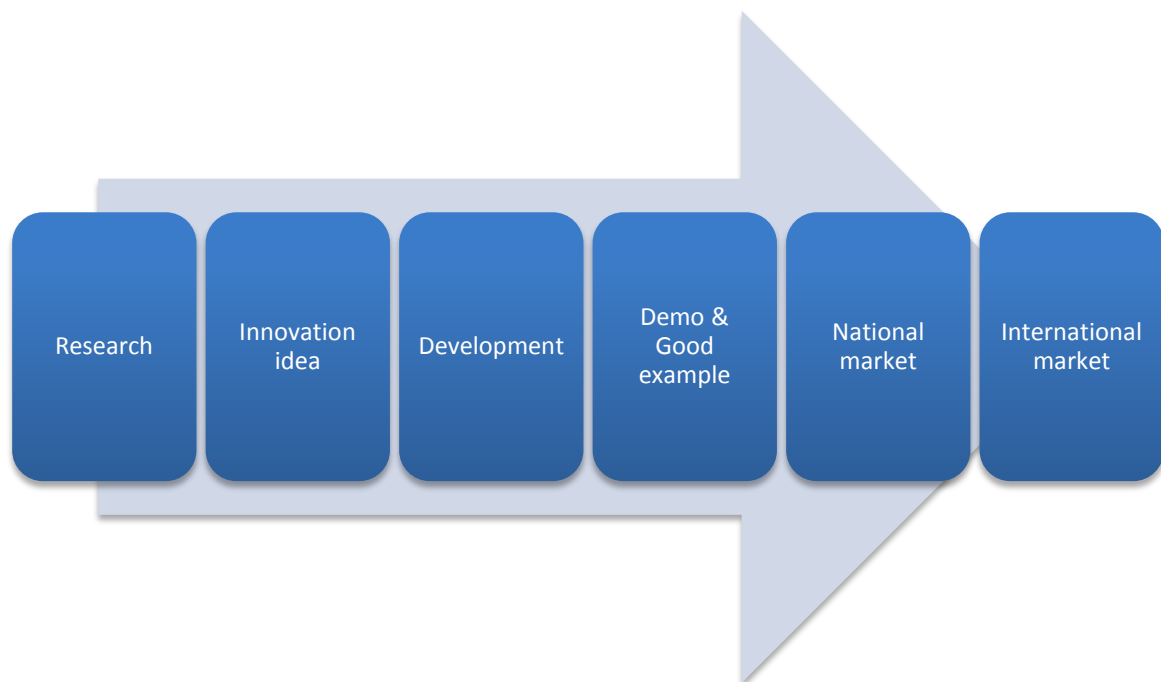 Research
Innovation
idea
Development
Demo &
Good
example
National
market
International
market